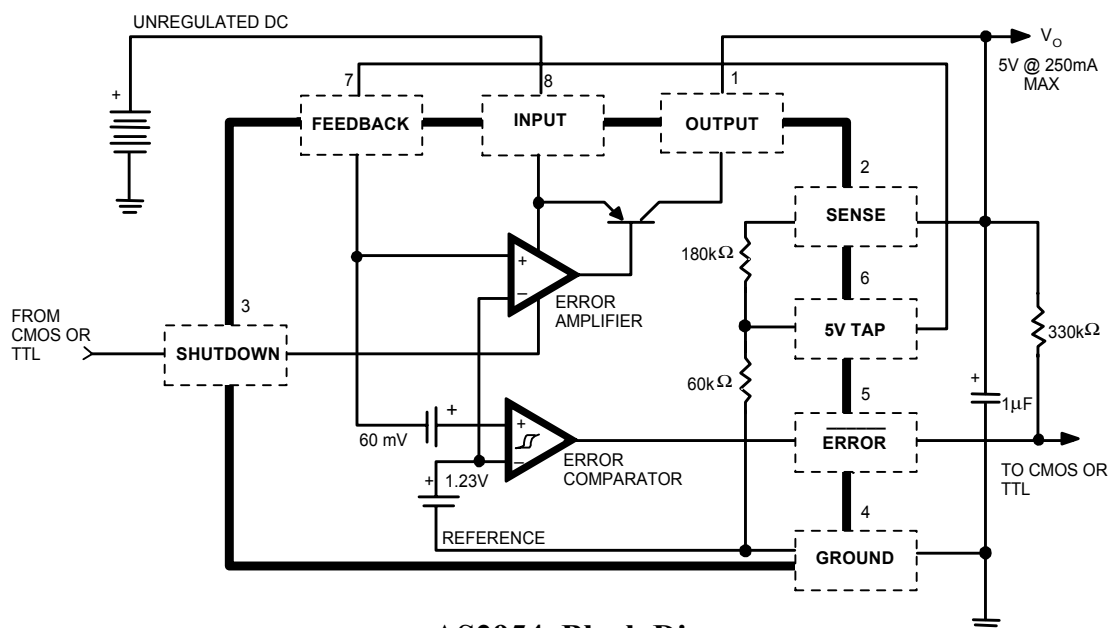 UNREGULATED DC
V_O
5V @ 250mA
MAX
7
8
1
+
FEEDBACK
INPUT
OUTPUT
2
SENSE
180kΩ
+
–
ERROR
AMPLIFIER
6
5V TAP
3
FROM
CMOS OR
TTL
SHUTDOWN
330kΩ
60kΩ
5
+
1μF
+
60 mV
+
–
ERROR
COMPARATOR
ERROR
TO CMOS OR
TTL
+
1.23V
4
REFERENCE
GROUND